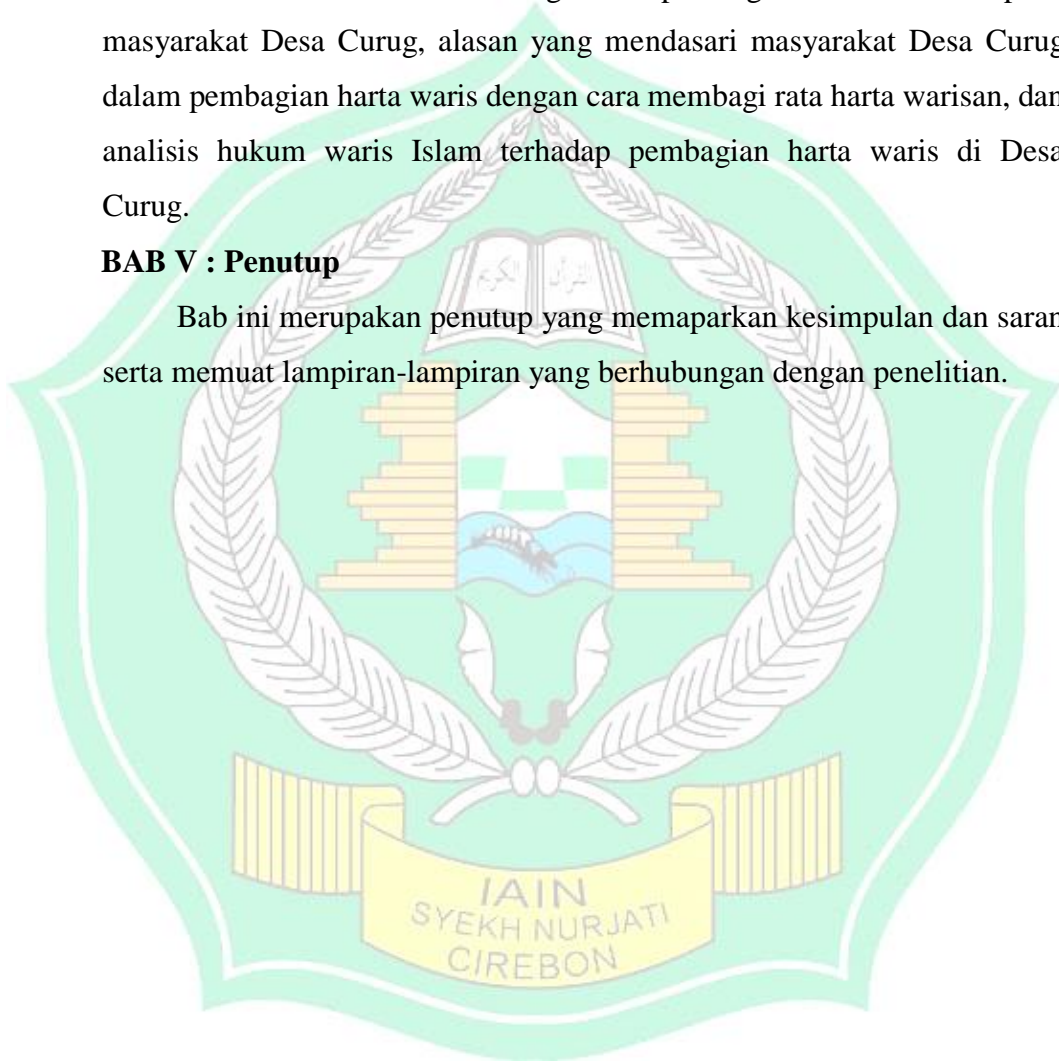 masyarakat Desa Curug, alasan yang mendasari masyarakat Desa Curug
dalam pembagian harta waris dengan cara membagi rata harta warisan, dan
analisis hukum waris Islam terhadap pembagian harta waris di Desa
Curug.
BAB V : Penutup
Bab ini merupakan penutup yang memaparkan kesimpulan dan saran
serta memuat lampiran-lampiran yang berhubungan dengan penelitian.
IAIN
SYEKH NURJATI
CIREBON